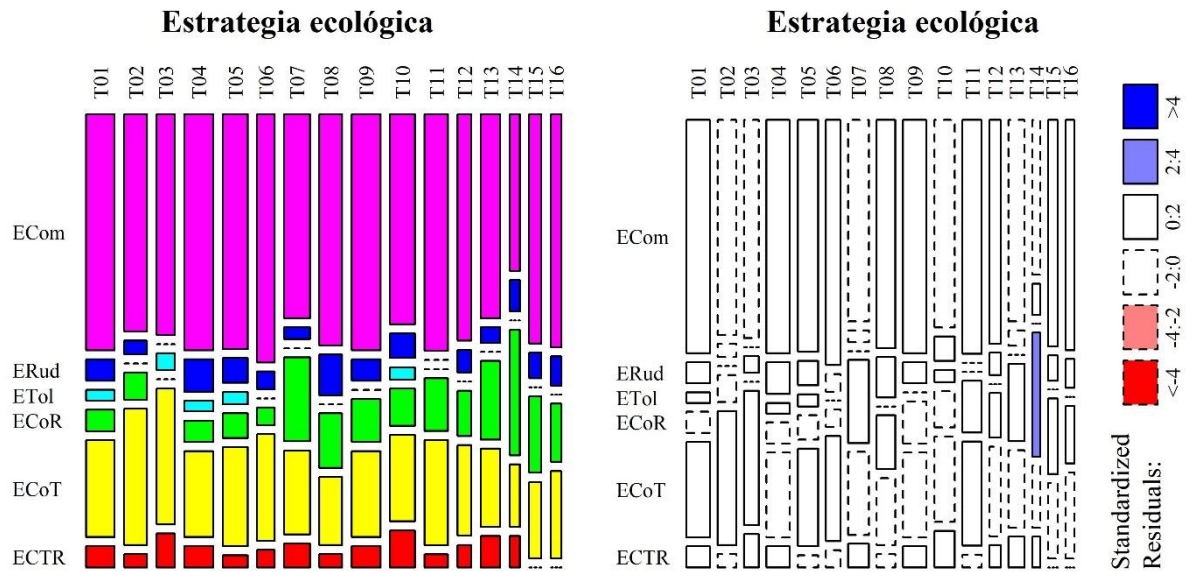 Estrategia ecológica
T01 T02 T03 T04 T05 T06 T07 T08 T09 T10 T11 T12 T13 T14 T15 T16
ECom
ERud
ETol
ECoR
ECoT
ECTR
Estrategia ecológica
T01 T02 T03 T04 T05 T06 T07 T08 T09 T10 T11 T12 T13 T14 T15 T16
ECom
ERud
ETol
ECoR
ECoT
ECTR
Standardized
Residuals:
<-4
-4:-2
-2:0
0:2
2:4
>4